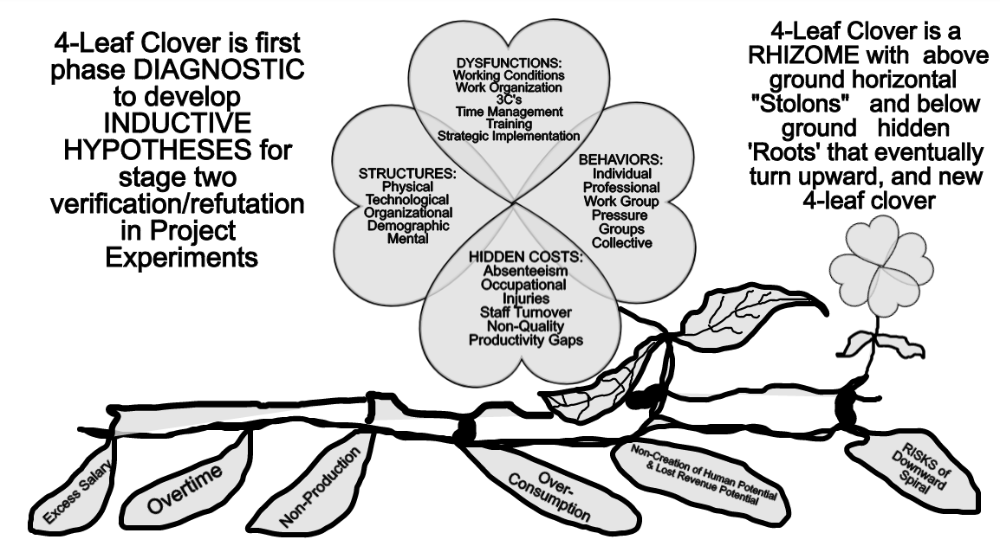 4-Leaf Clover is first
phase DIAGNOSTIC
to develop
INDUCTIVE
HYPOTHESES for
stage two
verification/refutation
in Project
Experiments
DYSFUNCTIONS:
Working Conditions
Work Organization
3C's
Time Management
Training
Strategic Implementation
STRUCTURES:
Physical
Technological
Organizational
Demographic
Mental
BEHAVIORS:
Individual
Professional
Work Group
Pressure
Groups
Collective
HIDDEN COSTS:
Absenteeism
Occupational
Injuries
Staff Turnover
Non-Quality
Productivity Gaps
4-Leaf Clover is a
RHIZOME with above
ground horizontal
"Stolons" and below
ground hidden
'Roots' that eventually
turn upward, and new
4-leaf clover
Excess Salary
Overtime
Non-Production
Over-
Consumption
Non-Creation of Human Potential
& Lost Revenue Potential
RISKS of
Downward
Spiral